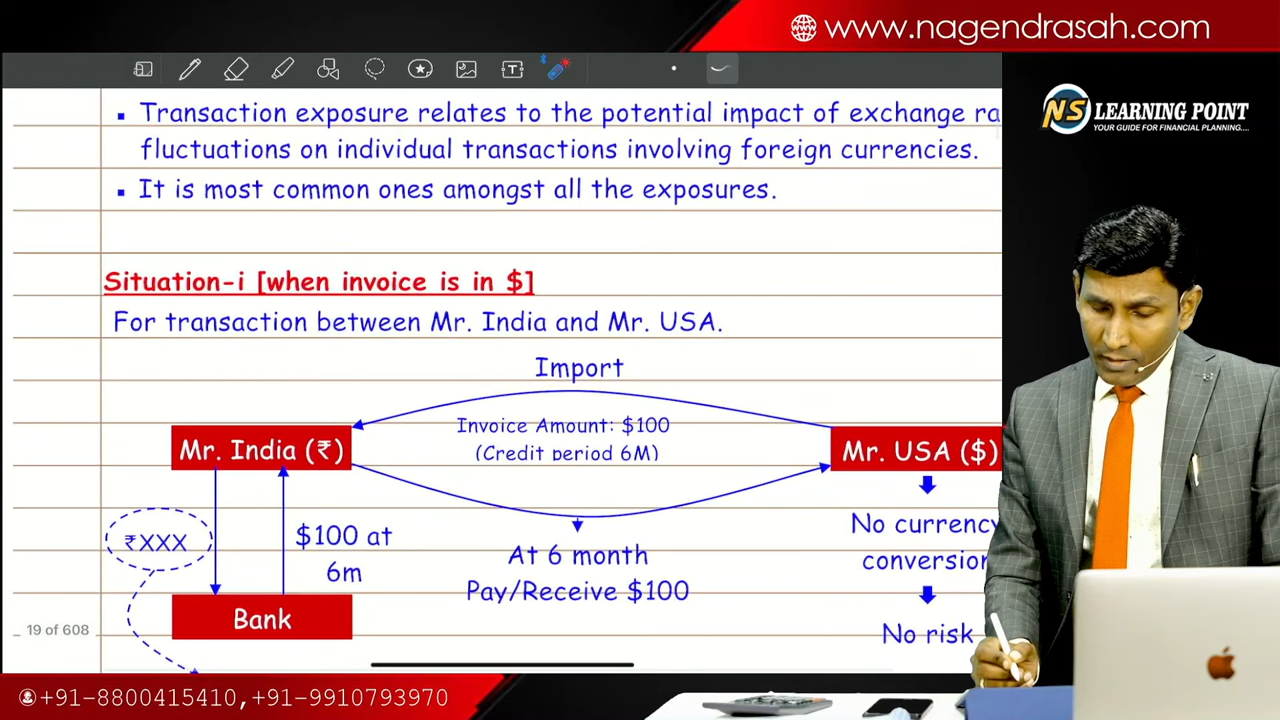 www.nagendrasah.com
NS LEARNING POINT
YOUR GUIDE FOR FINANCIAL PLANNING....
▪ Transaction exposure relates to the potential impact of exchange ra
fluctuations on individual transactions involving foreign currencies.
▪ It is most common ones amongst all the exposures.
Situation-i [when invoice is in $]
For transaction between Mr. India and Mr. USA.
Import
Invoice Amount: $100
(Credit period 6M)
Mr. India (₹)
Mr. USA ($)
₹XXX
$100 at
6m
At 6 month
Pay/Receive $100
No currency
conversion
No risk
Bank
19 of 608
+91-8800415410,+91-9910793970